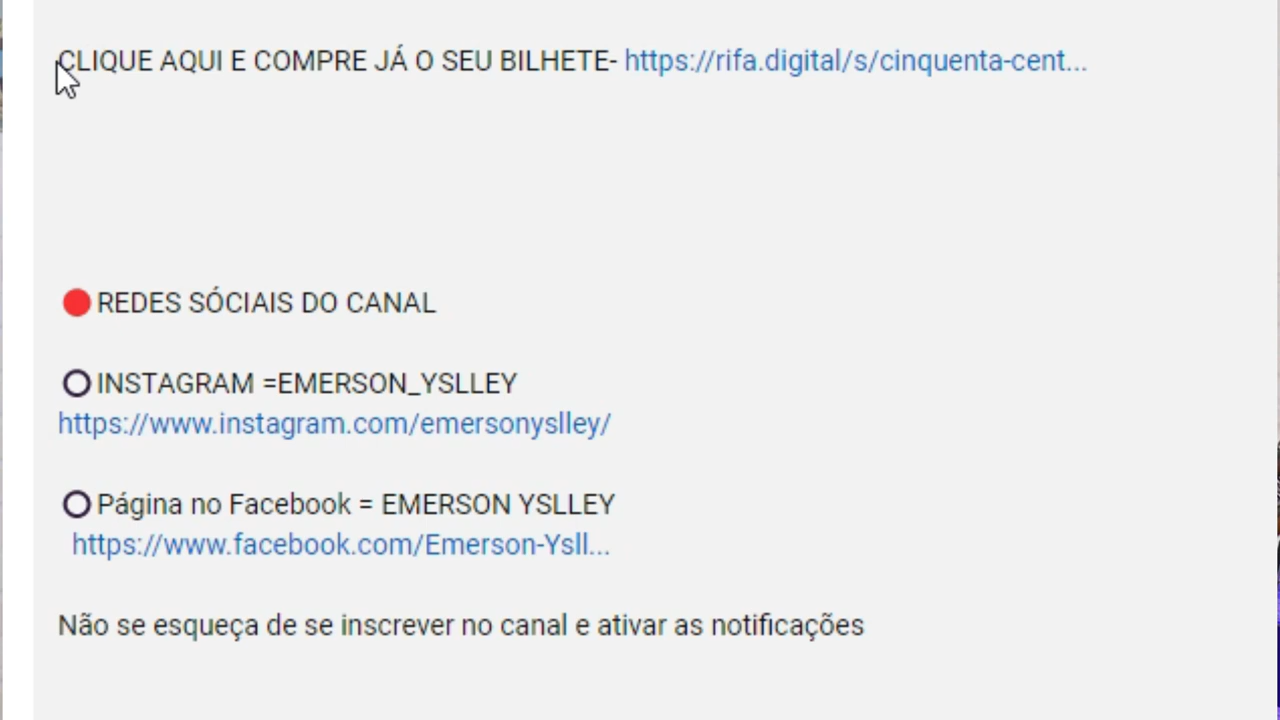 CLIQUE AQUI E COMPRE JÁ O SEU BILHETE- https://rifa.digital/s/cinquenta-cent...
REDES SÓCIAIS DO CANAL
INSTAGRAM =EMERSON_YSLLEY
https://www.instagram.com/emersonyslley/
Página no Facebook = EMERSON YSLLEY
https://www.facebook.com/Emerson-Ysll...
Não se esqueça de se inscrever no canal e ativar as notificações